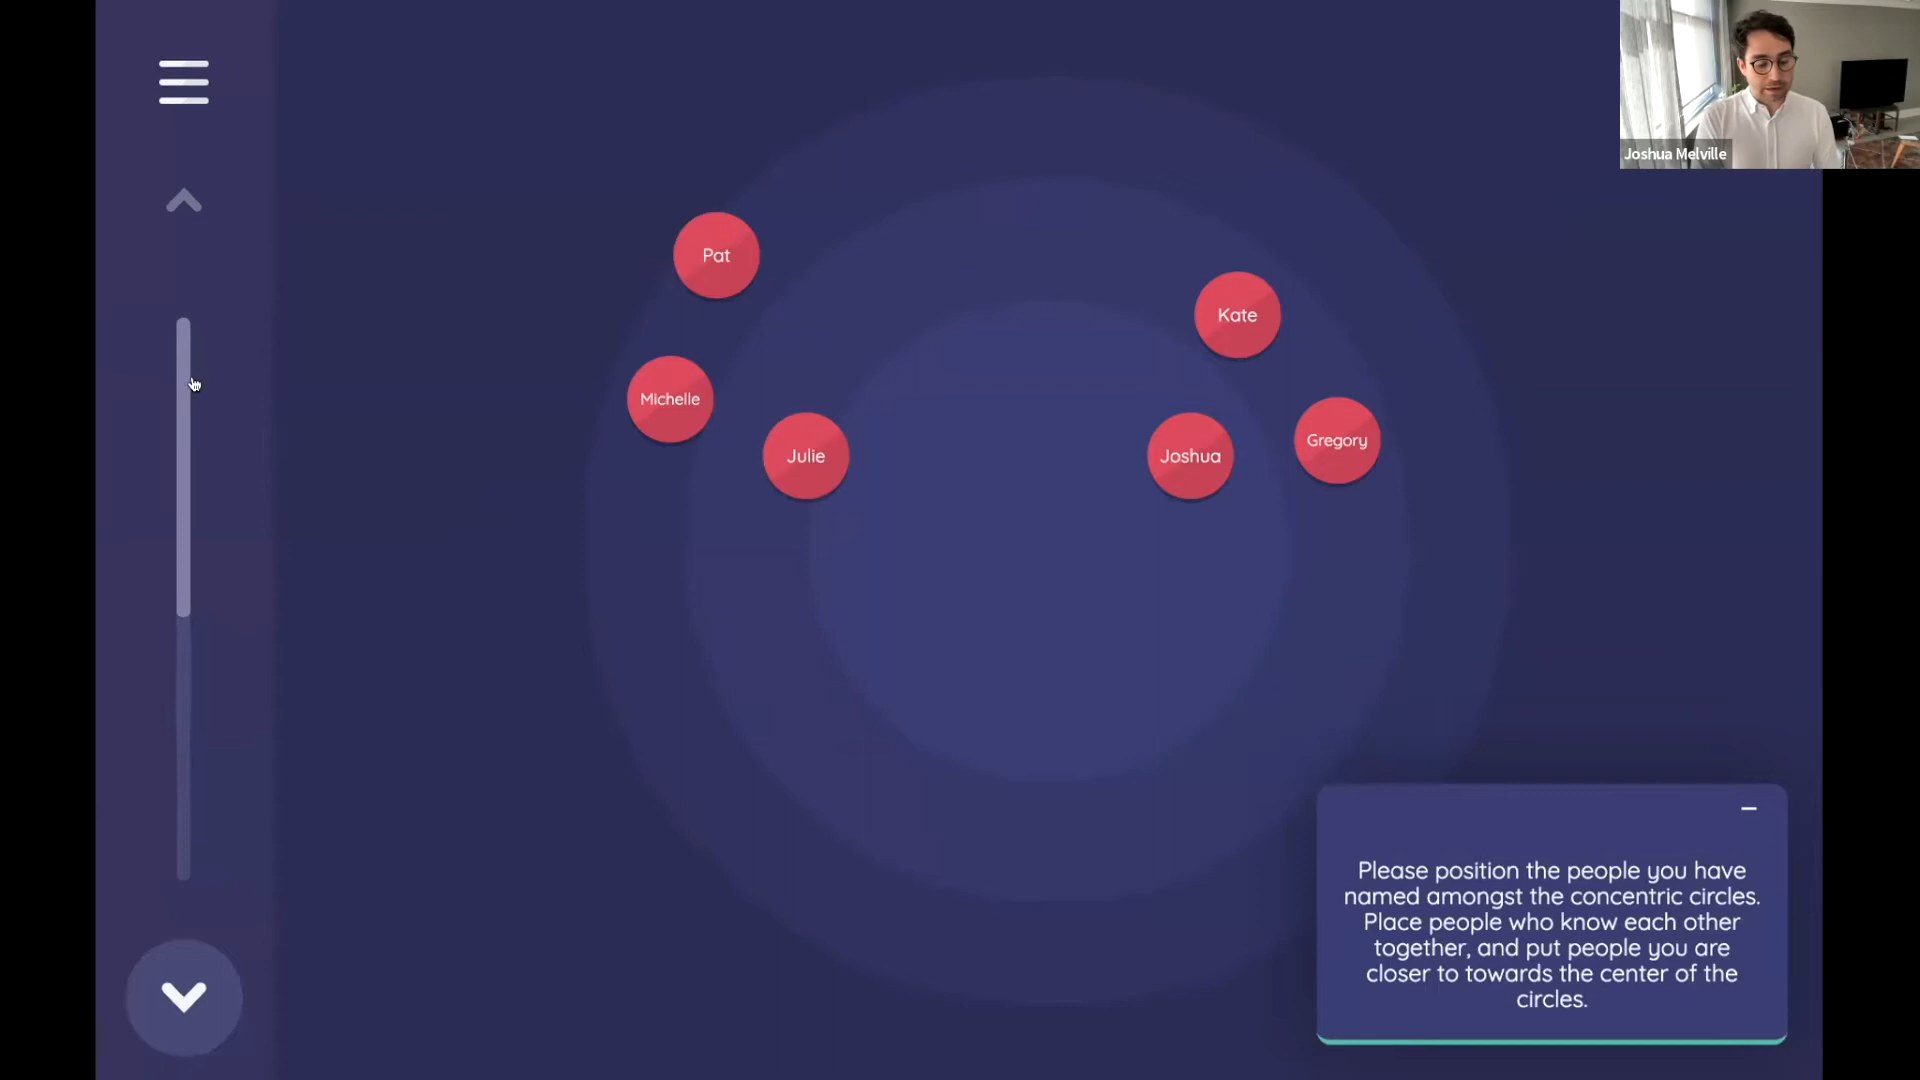 Joshua Melville
Pat
Kate
Michelle
Gregory
Julie
Joshua
Please position the people you have
named amongst the concentric circles.
Place people who know each other
together, and put people you are
closer to towards the center of the
circles.